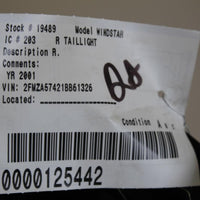 Stock # 19489 Model WINDSTAR
IC # 203 R TAILLIGHT
Description R.
Comments:
YR 2001
VIN: 2FMZA57421BB61326
Located:
Condition A
0000125442